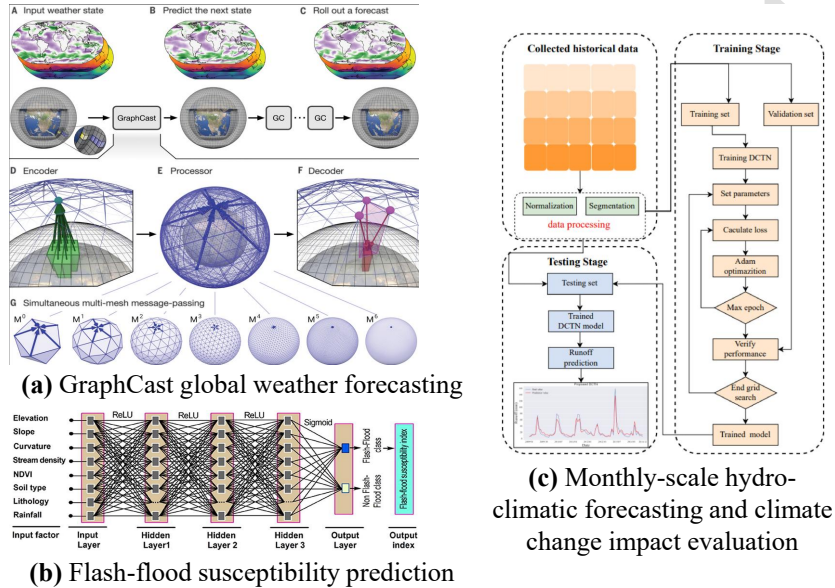 A Input weather state
B Predict the next state
C Roll out a forecast
GraphCast
GC
...
GC
D Encoder
E Processor
F Decoder
G Simultaneous multi-mesh message-passing
M0
M1
M2
M3
M4
M5
M6
(a) GraphCast global weather forecasting
Elevation
Slope
Curvature
Stream density
NDVI
Soil type
Lithology
Rainfall
ReLU
ReLU
ReLU
Sigmoid
Flash-Flood class
Non Flash-Flood class
Flash-flood susceptibility index
Input factor
Input Layer
Hidden Layer1
Hidden Layer 2
Hidden Layer 3
Output Layer
Output index
(b) Flash-flood susceptibility prediction
Collected historical data
Normalization
Segmentation
data processing
Testing Stage
Testing set
Trained
DCTN model
Runoff
prediction
Training Stage
Training set
Validation set
Training DCTN
Set parameters
Caculate loss
Adam
optimazition
Max epoch
Verify
performance
End grid
search
Trained model
(c) Monthly-scale hydro-
climatic forecasting and climate
change impact evaluation